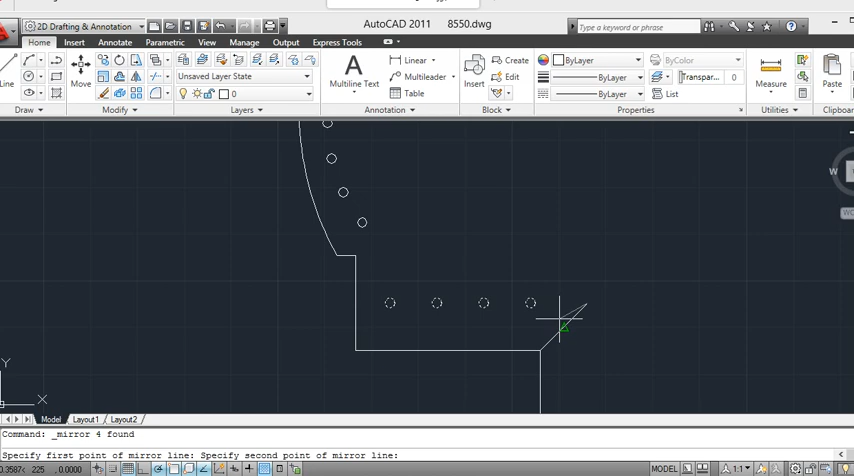 2D Drafting & Annotation
AutoCAD 2011 8550.dwg
Type a keyword or phrase
Home Insert Annotate Parametric View Manage Output Express Tools
Line
Move
Unsaved Layer State
0
A
Multiline Text
Linear
Multileader
Table
Insert
Create
Edit
ByLayer
ByLayer
ByLayer
ByColor
Transpar... 0
List
Measure
Paste
Draw Modify Layers Annotation Block Properties Utilities Clipboar
W
Y
X
Model Layout1 Layout2
Command: _mirror 4 found
Specify first point of mirror line: Specify second point of mirror line:
0.3587< 225 , 0.0000
MODEL
1:1